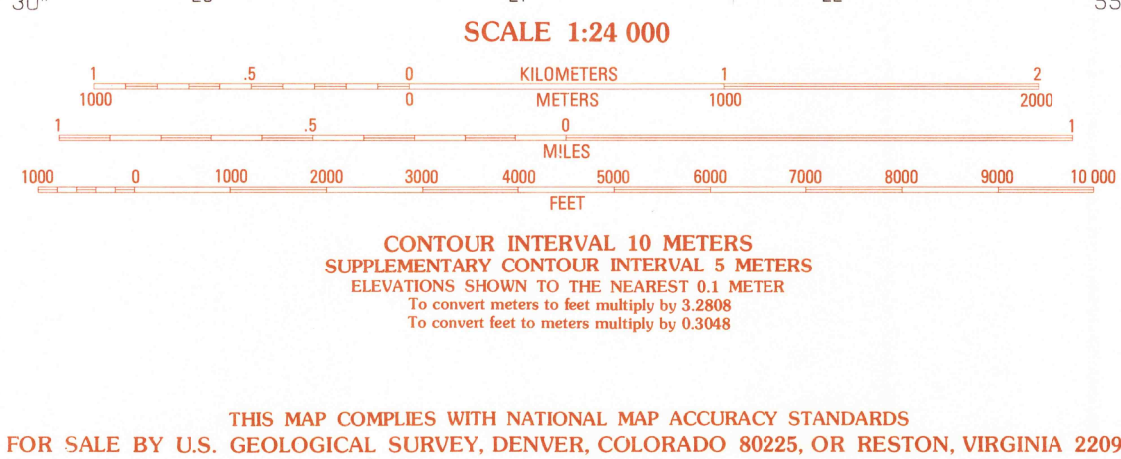 30"
SCALE 1:24 000
1 .5 0 KILOMETERS 1 2
1000 0 METERS 1000 2000
1 .5 0 1
MILES
1000 0 1000 2000 3000 4000 5000 6000 7000 8000 9000 10 000
FEET
CONTOUR INTERVAL 10 METERS
SUPPLEMENTARY CONTOUR INTERVAL 5 METERS
ELEVATIONS SHOWN TO THE NEAREST 0.1 METER
To convert meters to feet multiply by 3.2808
To convert feet to meters multiply by 0.3048
THIS MAP COMPLIES WITH NATIONAL MAP ACCURACY STANDARDS
FOR SALE BY U.S. GEOLOGICAL SURVEY, DENVER, COLORADO 80225, OR RESTON, VIRGINIA 2209